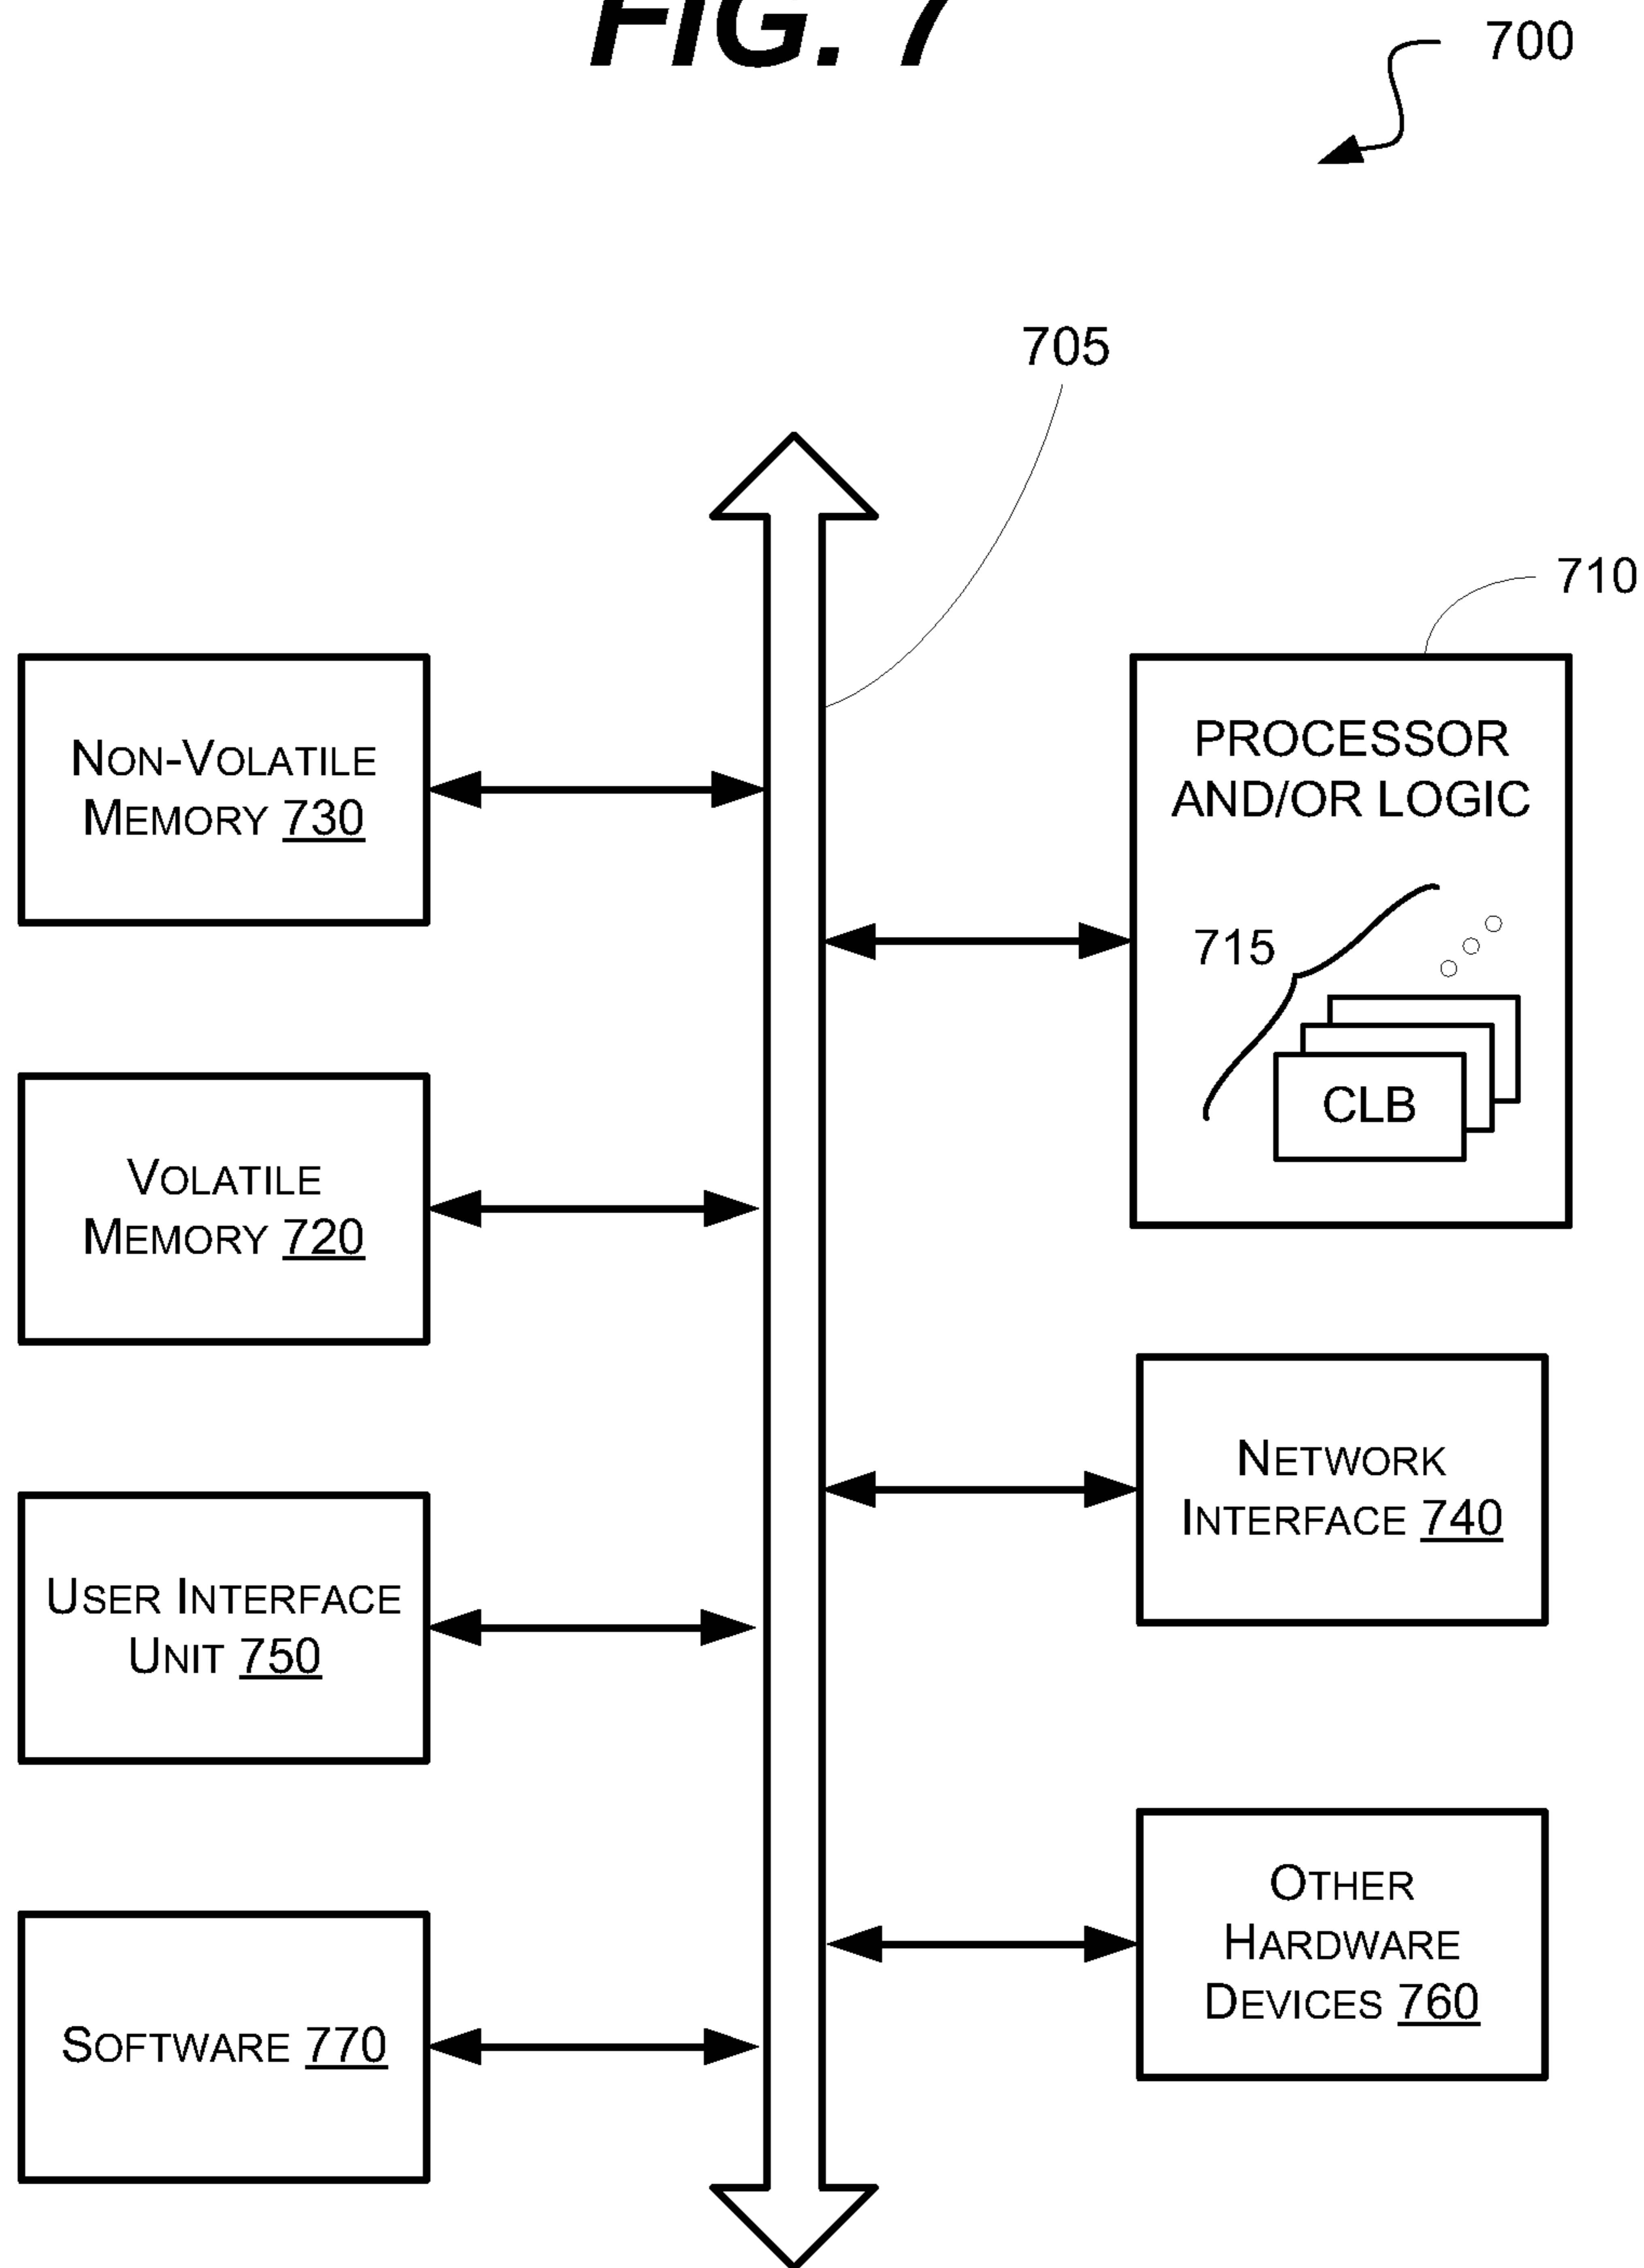 FIG. 7
700
705
710
NON-VOLATILE
MEMORY 730
PROCESSOR
AND/OR LOGIC
715
CLB
VOLATILE
MEMORY 720
NETWORK
INTERFACE 740
USER INTERFACE
UNIT 750
OTHER
HARDWARE
DEVICES 760
SOFTWARE 770